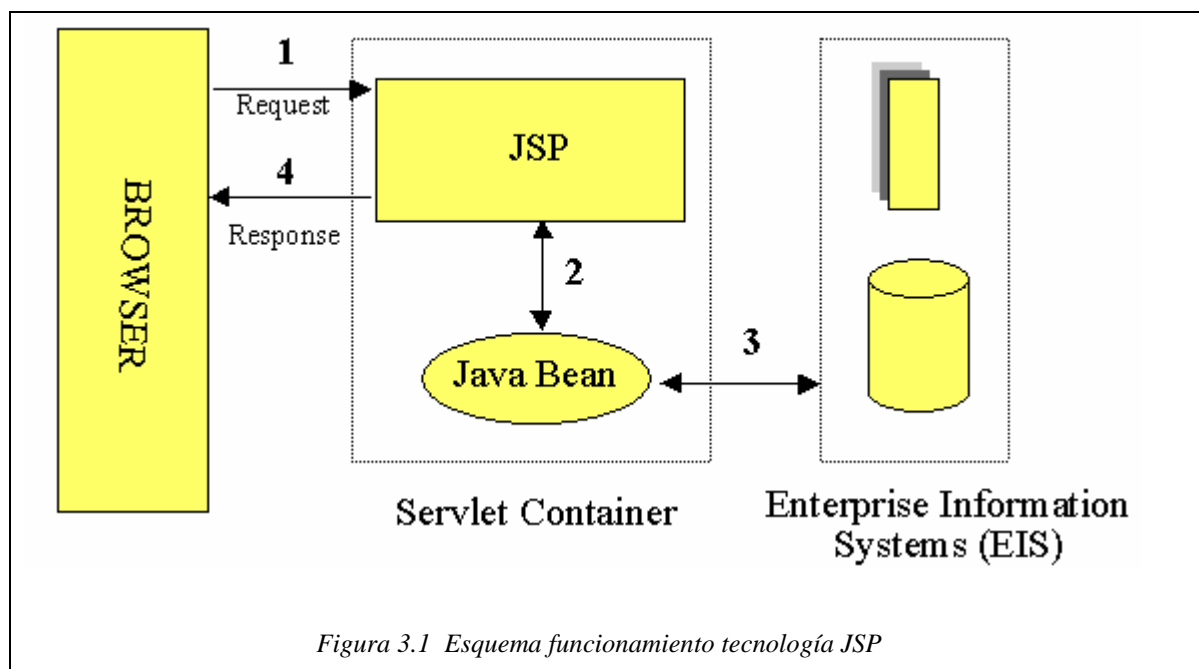 1
Request
JSP
4
Response
BROWSER
2
3
Java Bean
Servlet Container
Enterprise Information
Systems (EIS)
Figura 3.1 Esquema funcionamiento tecnología JSP